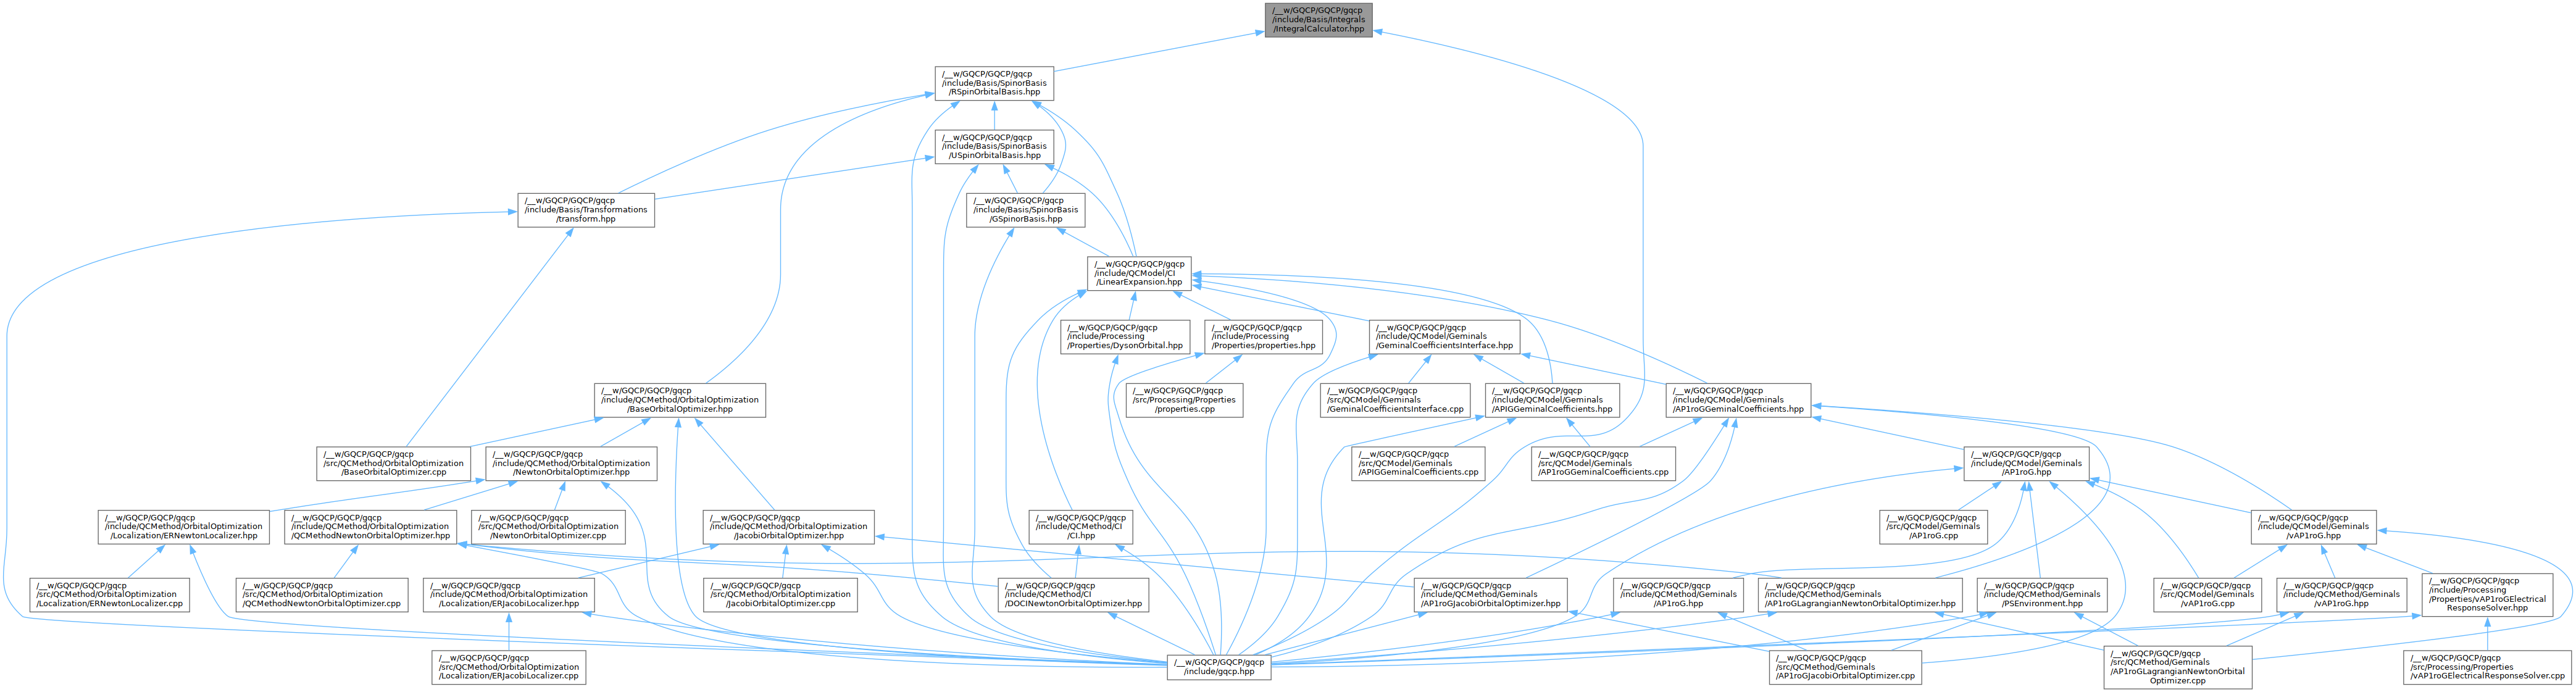 /__w/GQCP/GQCP/gqcp
/include/Basis/Integrals
/IntegralCalculator.hpp
/__w/GQCP/GQCP/gqcp
/include/Basis/SpinorBasis
/RSpinOrbitalBasis.hpp
/__w/GQCP/GQCP/gqcp
/include/Basis/SpinorBasis
/USpinOrbitalBasis.hpp
/__w/GQCP/GQCP/gqcp
/include/Basis/Transformations
/transform.hpp
/__w/GQCP/GQCP/gqcp
/include/Basis/SpinorBasis
/GSpinorBasis.hpp
/__w/GQCP/GQCP/gqcp
/include/QCModel/CI
/LinearExpansion.hpp
/__w/GQCP/GQCP/gqcp
/include/Processing
/Properties/DysonOrbital.hpp
/__w/GQCP/GQCP/gqcp
/include/Processing
/Properties/properties.hpp
/__w/GQCP/GQCP/gqcp
/include/QCModel/Geminals
/GeminalCoefficientsInterface.hpp
/__w/GQCP/GQCP/gqcp
/include/QCMethod/OrbitalOptimization
/BaseOrbitalOptimizer.hpp
/__w/GQCP/GQCP/gqcp
/src/Processing/Properties
/properties.cpp
/__w/GQCP/GQCP/gqcp
/src/QCModel/Geminals
/GeminalCoefficientsInterface.cpp
/__w/GQCP/GQCP/gqcp
/include/QCModel/Geminals
/APIGGeminalCoefficients.hpp
/__w/GQCP/GQCP/gqcp
/include/QCModel/Geminals
/AP1roGGeminalCoefficients.hpp
/__w/GQCP/GQCP/gqcp
/src/QCMethod/OrbitalOptimization
/BaseOrbitalOptimizer.cpp
/__w/GQCP/GQCP/gqcp
/include/QCMethod/OrbitalOptimization
/NewtonOrbitalOptimizer.hpp
/__w/GQCP/GQCP/gqcp
/src/QCModel/Geminals
/APIGGeminalCoefficients.cpp
/__w/GQCP/GQCP/gqcp
/src/QCModel/Geminals
/AP1roGGeminalCoefficients.cpp
/__w/GQCP/GQCP/gqcp
/include/QCModel/Geminals
/AP1roG.hpp
/__w/GQCP/GQCP/gqcp
/include/QCMethod/OrbitalOptimization
/Localization/ERNewtonLocalizer.hpp
/__w/GQCP/GQCP/gqcp
/include/QCMethod/OrbitalOptimization
/QCMethodNewtonOrbitalOptimizer.hpp
/__w/GQCP/GQCP/gqcp
/src/QCMethod/OrbitalOptimization
/NewtonOrbitalOptimizer.cpp
/__w/GQCP/GQCP/gqcp
/include/QCMethod/OrbitalOptimization
/JacobiOrbitalOptimizer.hpp
/__w/GQCP/GQCP/gqcp
/include/QCMethod/CI
/CI.hpp
/__w/GQCP/GQCP/gqcp
/src/QCModel/Geminals
/AP1roG.cpp
/__w/GQCP/GQCP/gqcp
/include/QCModel/Geminals
/vAP1roG.hpp
/__w/GQCP/GQCP/gqcp
/src/QCMethod/OrbitalOptimization
/Localization/ERNewtonLocalizer.cpp
/__w/GQCP/GQCP/gqcp
/src/QCMethod/OrbitalOptimization
/QCMethodNewtonOrbitalOptimizer.cpp
/__w/GQCP/GQCP/gqcp
/include/QCMethod/OrbitalOptimization
/Localization/ERJacobiLocalizer.hpp
/__w/GQCP/GQCP/gqcp
/src/QCMethod/OrbitalOptimization
/JacobiOrbitalOptimizer.cpp
/__w/GQCP/GQCP/gqcp
/include/QCMethod/CI
/DOCINewtonOrbitalOptimizer.hpp
/__w/GQCP/GQCP/gqcp
/include/QCMethod/Geminals
/AP1roGJacobiOrbitalOptimizer.hpp
/__w/GQCP/GQCP/gqcp
/include/QCMethod/Geminals
/AP1roG.hpp
/__w/GQCP/GQCP/gqcp
/include/QCMethod/Geminals
/AP1roGLagrangianNewtonOrbitalOptimizer.hpp
/__w/GQCP/GQCP/gqcp
/include/QCMethod/Geminals
/PSEnvironment.hpp
/__w/GQCP/GQCP/gqcp
/src/QCModel/Geminals
/vAP1roG.cpp
/__w/GQCP/GQCP/gqcp
/include/QCMethod/Geminals
/vAP1roG.hpp
/__w/GQCP/GQCP/gqcp
/include/Processing
/Properties/vAP1roGElectrical
ResponseSolver.hpp
/__w/GQCP/GQCP/gqcp
/src/QCMethod/OrbitalOptimization
/Localization/ERJacobiLocalizer.cpp
/__w/GQCP/GQCP/gqcp
/include/gqcp.hpp
/__w/GQCP/GQCP/gqcp
/src/QCMethod/Geminals
/AP1roGJacobiOrbitalOptimizer.cpp
/__w/GQCP/GQCP/gqcp
/src/QCMethod/Geminals
/AP1roGLagrangianNewtonOrbital
Optimizer.cpp
/__w/GQCP/GQCP/gqcp
/src/Processing/Properties
/vAP1roGElectricalResponseSolver.cpp